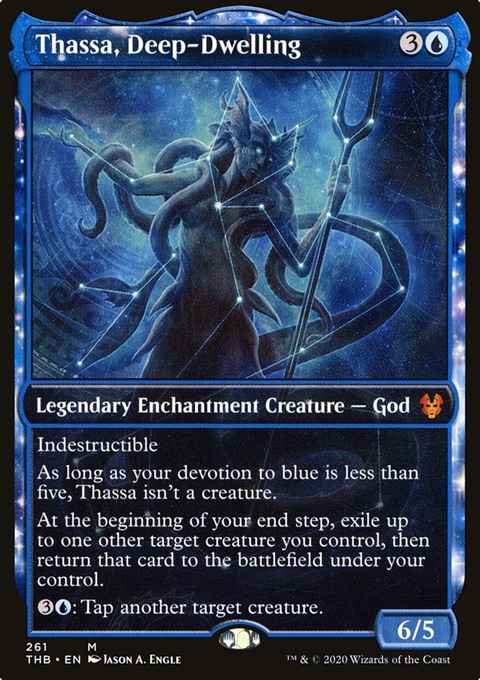 Thassa, Deep-Dwelling 3
Legendary Enchantment Creature — God
Indestructible
As long as your devotion to blue is less than
five, Thassa isn't a creature.
At the beginning of your end step, exile up
to one other target creature you control, then
return that card to the battlefield under your
control.
3: Tap another target creature.
6/5
261 M
THB • EN Jason A. Engle
™ & © 2020 Wizards of the Coast